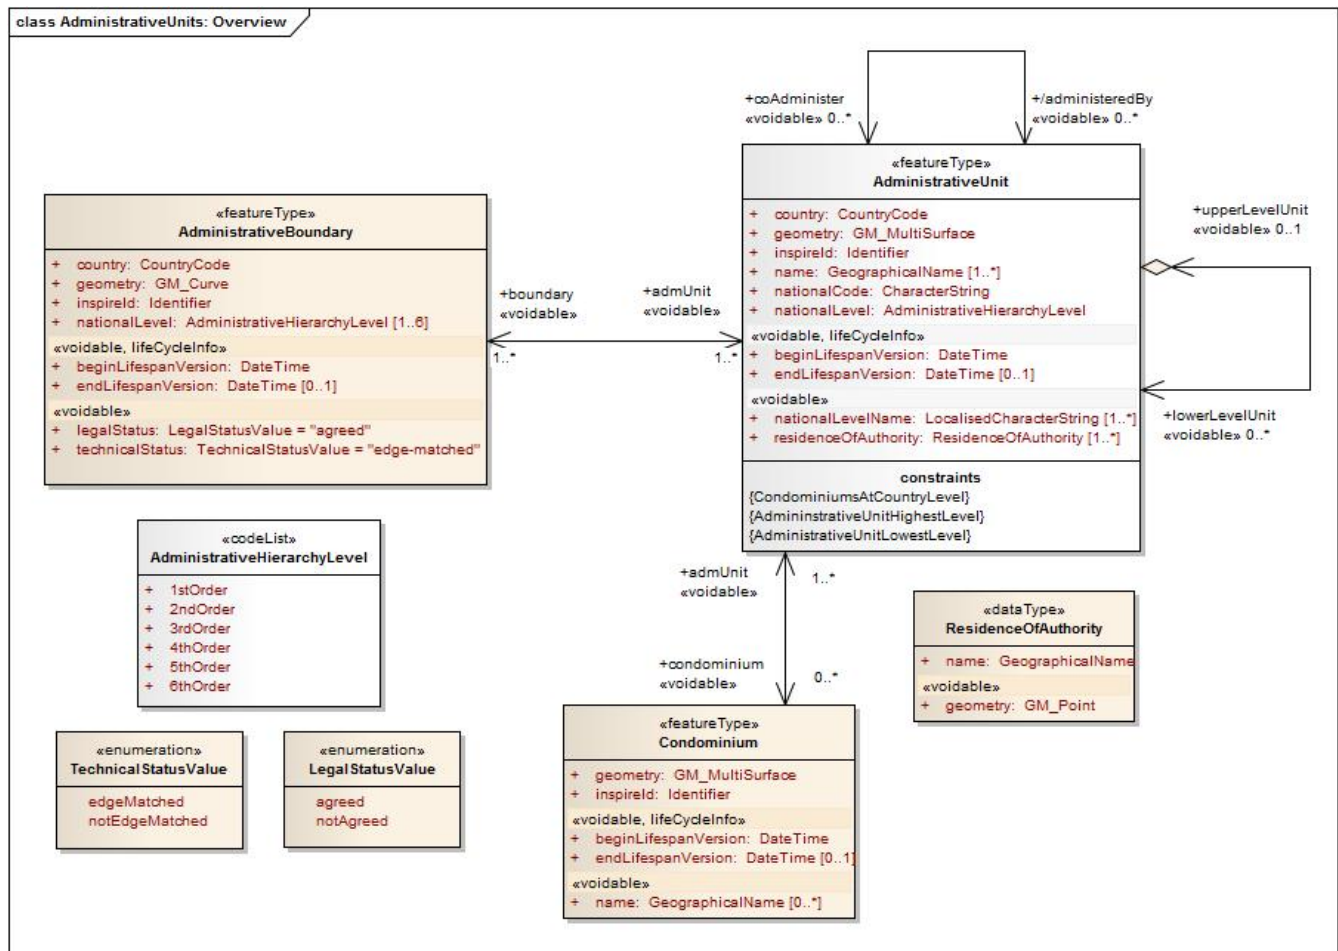 class AdministrativeUnits: Overview
+coAdminister
«voidable» 0..*
+/administeredBy
«voidable» 0..*
«featureType»
AdministrativeUnit
+ country: CountryCode
+ geometry: GM_MultiSurface
+ inspireId: Identifier
+ name: GeographicalName [1..*]
+ nationalCode: CharacterString
+ nationalLevel: AdministrativeHierarchyLevel
«voidable, lifeCycleInfo»
+ beginLifespanVersion: DateTime
+ endLifespanVersion: DateTime [0..1]
«voidable»
+ nationalLevelName: LocalisedCharacterString [1..*]
+ residenceOfAuthority: ResidenceOfAuthority [1..*]
constraints
{CondominiumsAtCountryLevel}
{AdmininstrativeUnitHighestLevel}
{AdministrativeUnitLowestLevel}
+upperLevelUnit
«voidable» 0..1
+lowerLevelUnit
«voidable» 0..*
«featureType»
AdministrativeBoundary
+ country: CountryCode
+ geometry: GM_Curve
+ inspireId: Identifier
+ nationalLevel: AdministrativeHierarchyLevel [1..6]
«voidable, lifeCycleInfo»
+ beginLifespanVersion: DateTime
+ endLifespanVersion: DateTime [0..1]
«voidable»
+ legalStatus: LegalStatusValue = "agreed"
+ technicalStatus: TechnicalStatusValue = "edge-matched"
+boundary
«voidable»
1..*
+admUnit
«voidable»
1..*
«codeList»
AdministrativeHierarchyLevel
+ 1stOrder
+ 2ndOrder
+ 3rdOrder
+ 4thOrder
+ 5thOrder
+ 6thOrder
+admUnit
«voidable»
1..*
+condominium
«voidable»
0..*
«dataType»
ResidenceOfAuthority
+ name: GeographicalName
«voidable»
+ geometry: GM_Point
«enumeration»
TechnicalStatusValue
edgeMatched
notEdgeMatched
«enumeration»
LegalStatusValue
agreed
notAgreed
«featureType»
Condominium
+ geometry: GM_MultiSurface
+ inspireId: Identifier
«voidable, lifeCycleInfo»
+ beginLifespanVersion: DateTime
+ endLifespanVersion: DateTime [0..1]
«voidable»
+ name: GeographicalName [0..*]